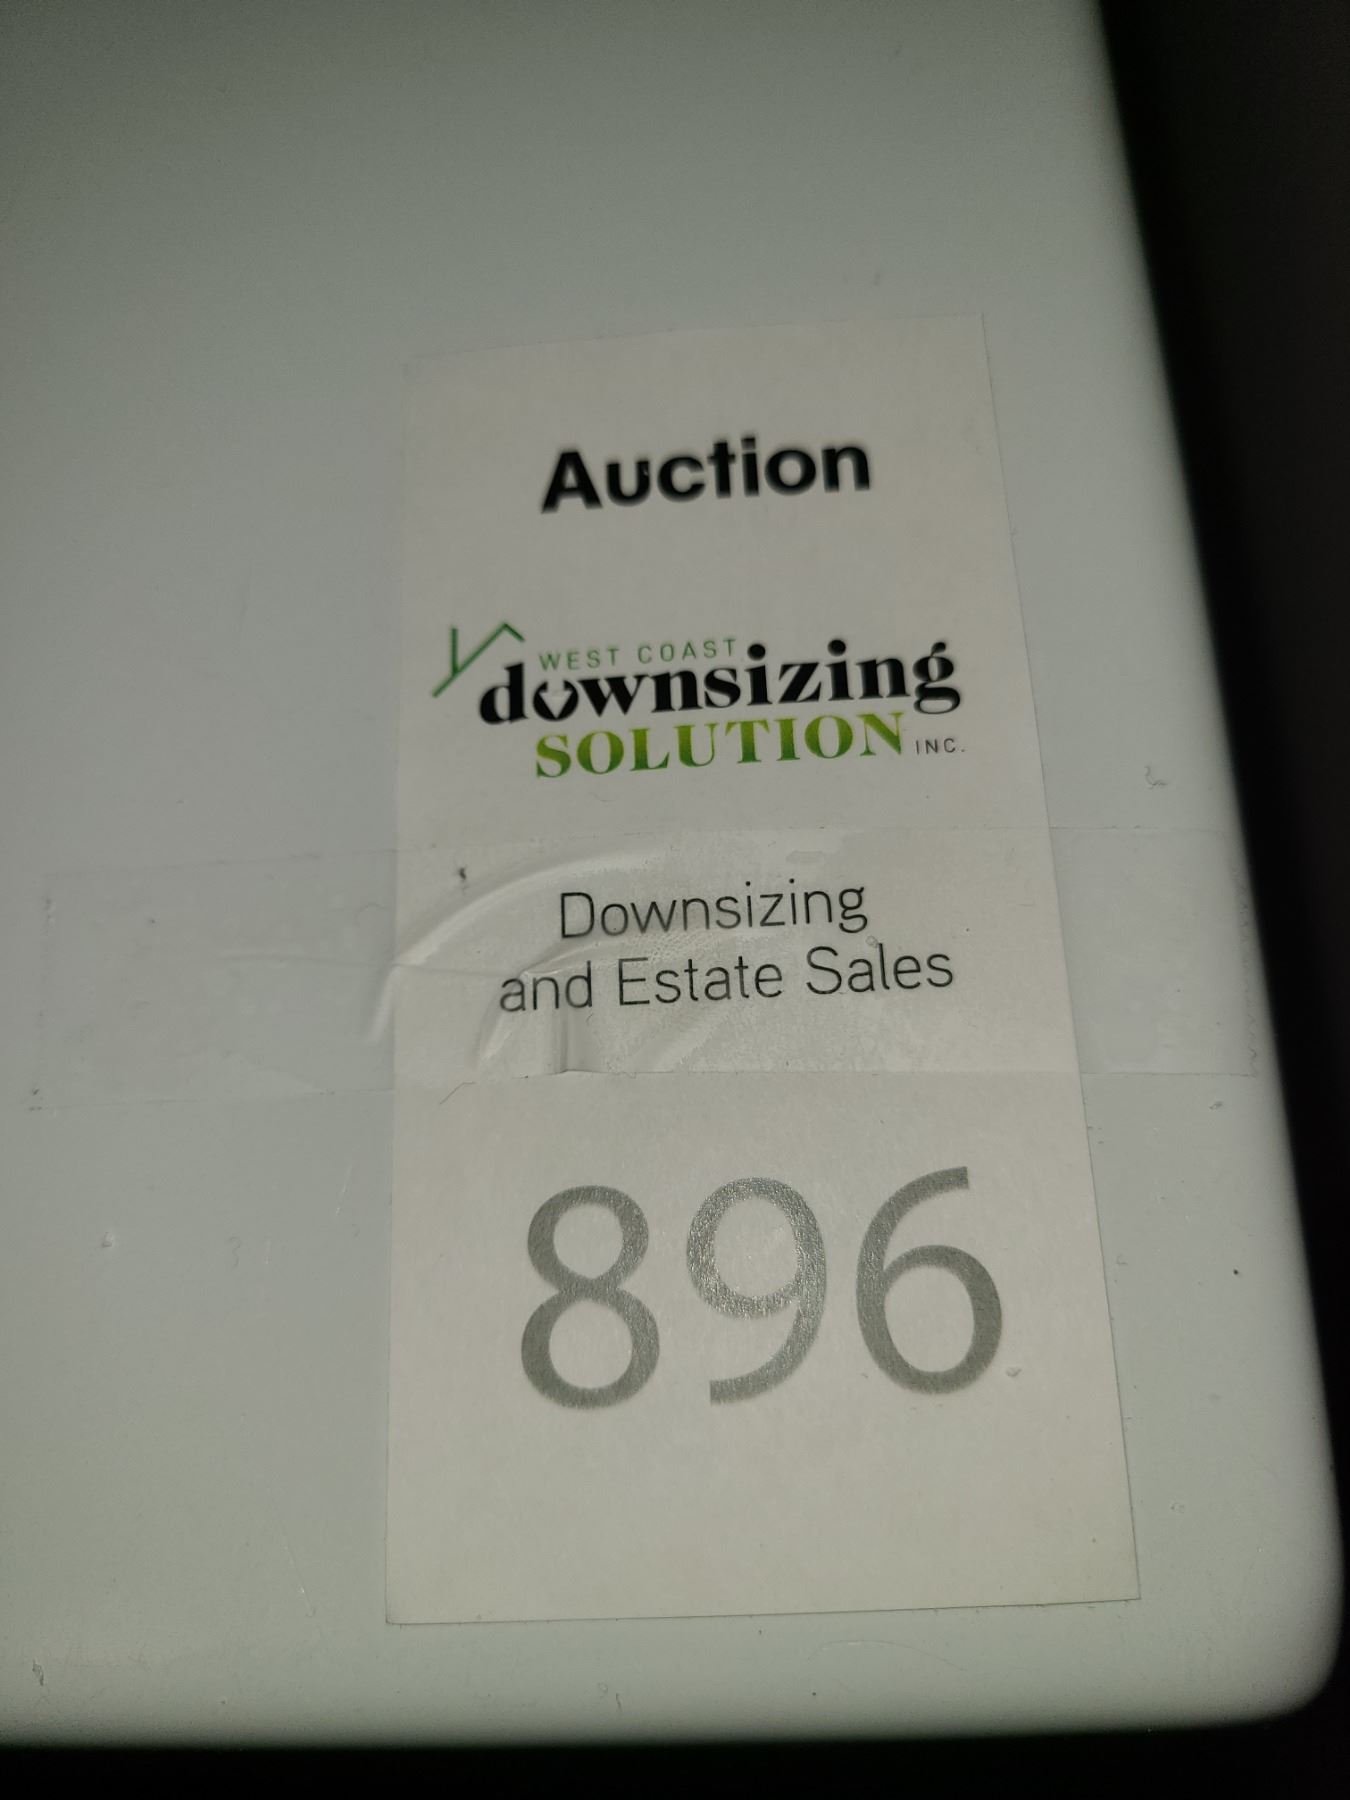 Auction
WEST COAST
downsizing
SOLUTION INC.
Downsizing
and Estate Sales
896